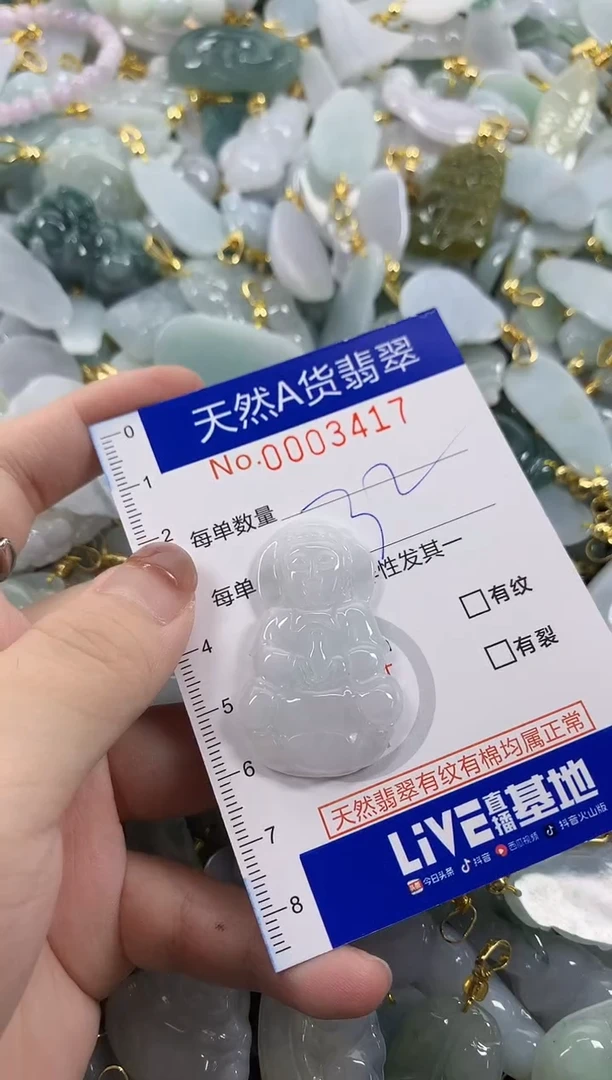 天然A货翡翠
No.0003417
0
1
每单数量
2
每单 性发其一
□有纹
4
□有裂
5
6
天然翡翠有纹有棉均属正常
7
LiVE直播基地
8
今日头条 抖音 西瓜视频 抖音火山版